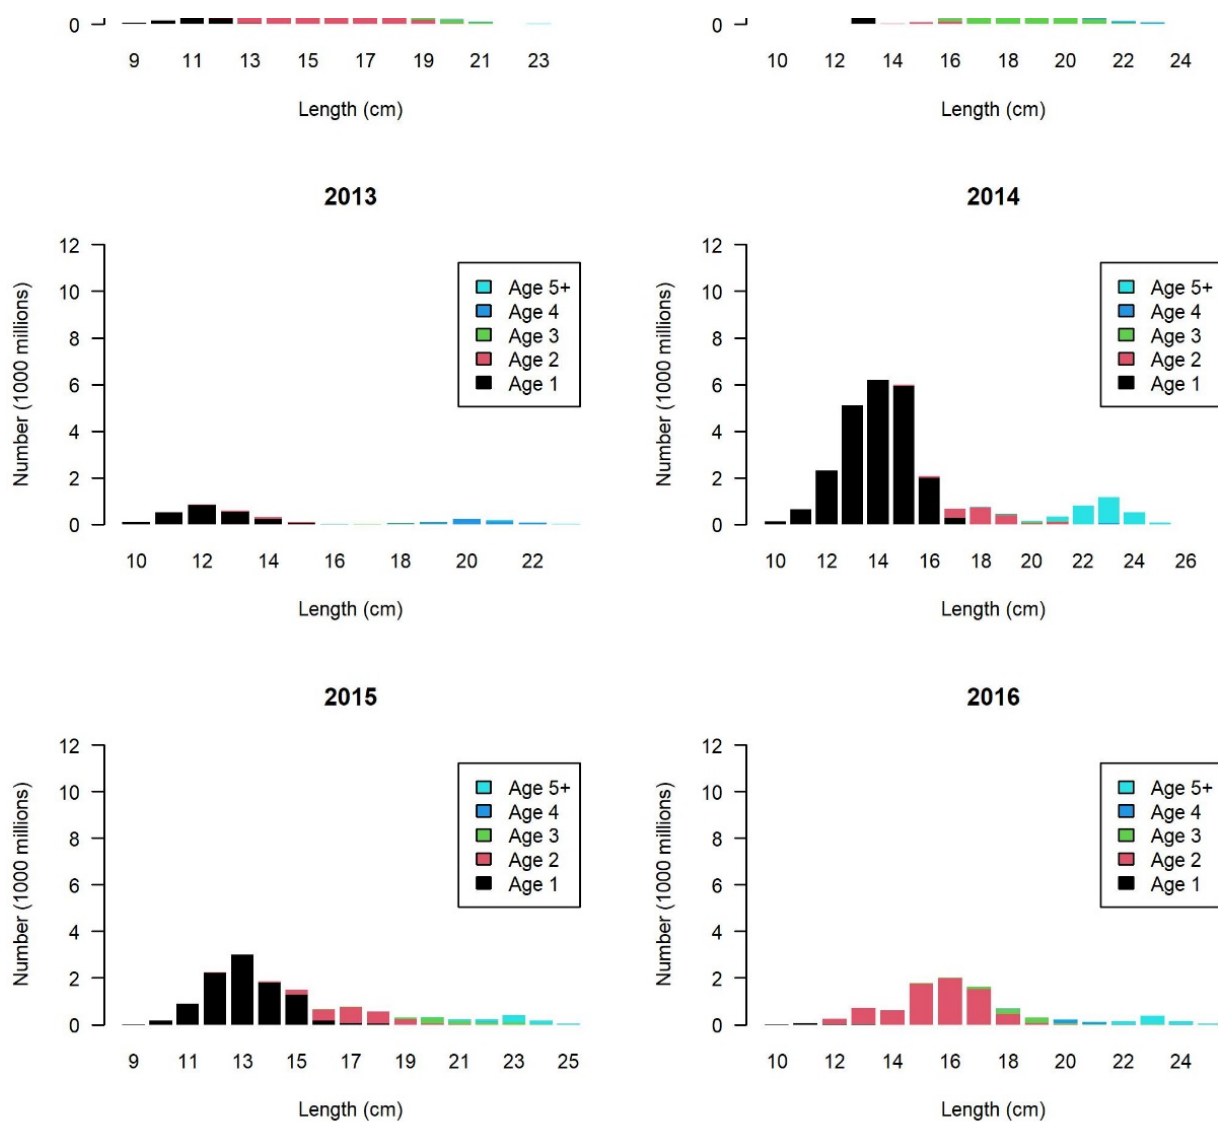 0
9 11 13 15 17 19 21 23
Length (cm)
0
10 12 14 16 18 20 22 24
Length (cm)
2013
Number (1000 millions)
12
10
8
6
4
2
0
Age 5+
Age 4
Age 3
Age 2
Age 1
10 12 14 16 18 20 22
Length (cm)
2014
Number (1000 millions)
12
10
8
6
4
2
0
Age 5+
Age 4
Age 3
Age 2
Age 1
10 12 14 16 18 20 22 24 26
Length (cm)
2015
Number (1000 millions)
12
10
8
6
4
2
0
Age 5+
Age 4
Age 3
Age 2
Age 1
9 11 13 15 17 19 21 23 25
Length (cm)
2016
Number (1000 millions)
12
10
8
6
4
2
0
Age 5+
Age 4
Age 3
Age 2
Age 1
10 12 14 16 18 20 22 24
Length (cm)